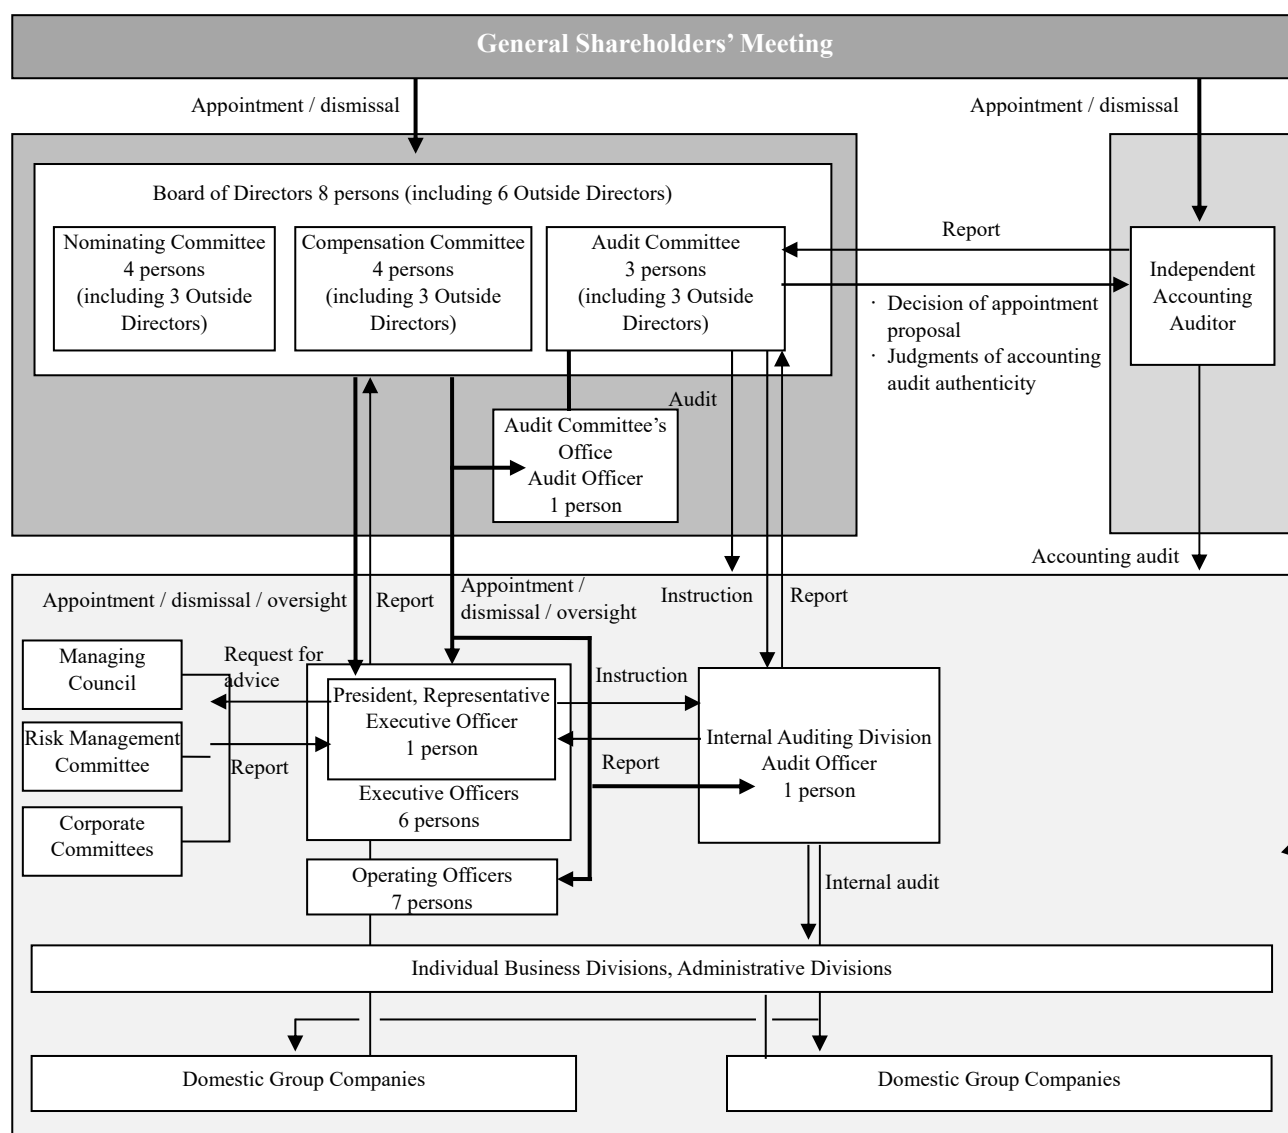 General Shareholders’ Meeting
Appointment / dismissal
Appointment / dismissal
Board of Directors 8 persons (including 6 Outside Directors)
Nominating Committee
4 persons
(including 3 Outside
Directors)
Compensation Committee
4 persons
(including 3 Outside
Directors)
Audit Committee
3 persons
(including 3 Outside
Directors)
Report
· Decision of appointment
proposal
· Judgments of accounting
audit authenticity
Independent
Accounting
Auditor
Audit
Audit Committee’s
Office
Audit Officer
1 person
Accounting audit
Appointment / dismissal / oversight
Report
Appointment /
dismissal / oversight
Instruction
Report
Managing
Council
Risk Management
Committee
Corporate
Committees
Request for
advice
Report
President, Representative
Executive Officer
1 person
Executive Officers
6 persons
Instruction
Report
Internal Auditing Division
Audit Officer
1 person
Operating Officers
7 persons
Internal audit
Individual Business Divisions, Administrative Divisions
Domestic Group Companies
Domestic Group Companies